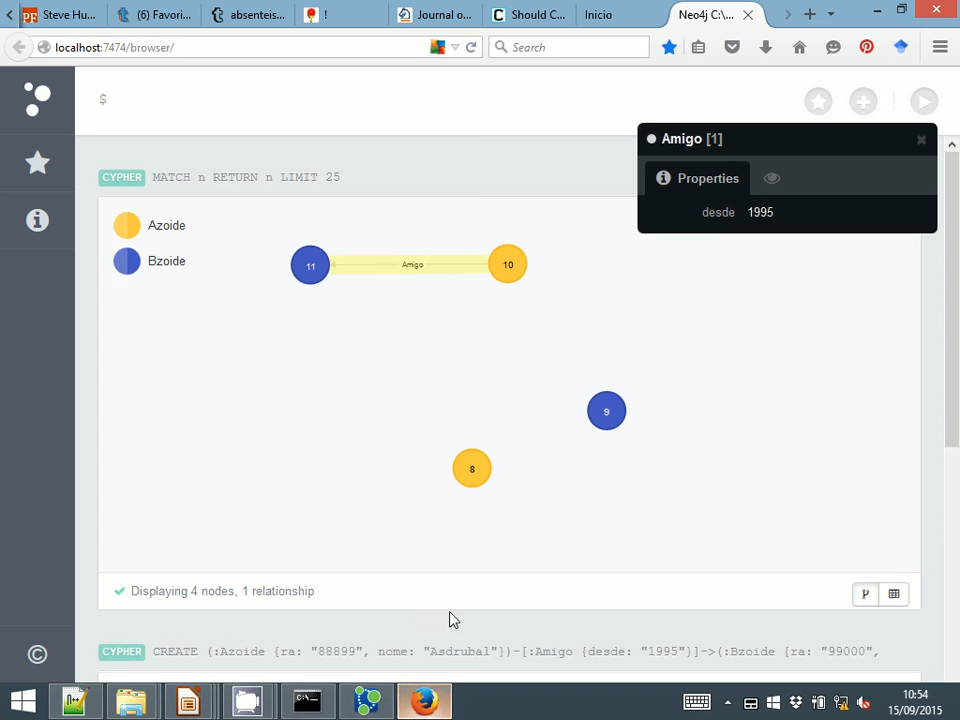 Steve Hu...
(6) Favori...
absenteis...
!
Journal o...
Should C...
Inicio
Neo4j C:\...
localhost:7474/browser/
Search
$
Amigo [1]
Properties
desde 1995
CYPHER MATCH n RETURN n LIMIT 25
Azoide
Bzoide
11
Amigo
10
9
8
Displaying 4 nodes, 1 relationship
CYPHER CREATE (:Azoide {ra: "88899", nome: "Asdrubal"})-[:Amigo {desde: "1995"}]->(:Bzoide {ra: "99000",
10:54
15/09/2015